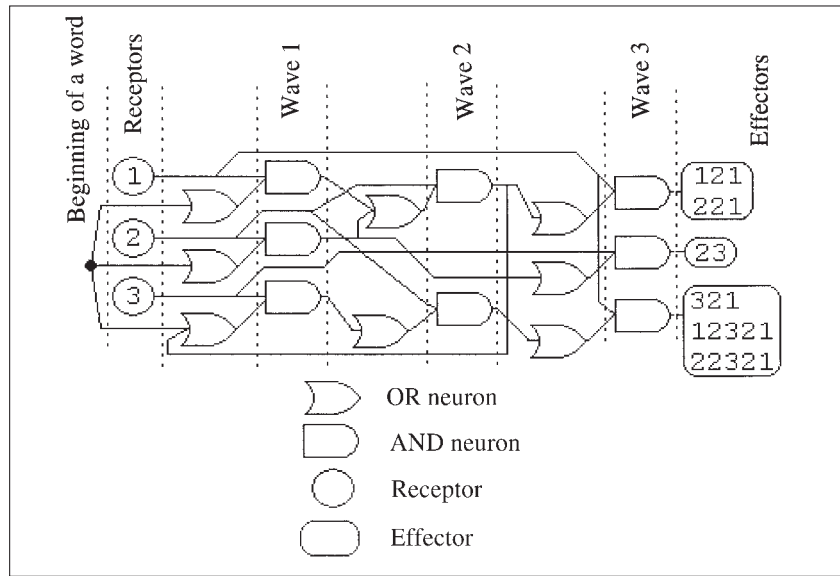 Beginning of a word
Receptors
Wave 1
Wave 2
Wave 3
Effectors
1
2
3
121
221
23
321
12321
22321
OR neuron
AND neuron
Receptor
Effector